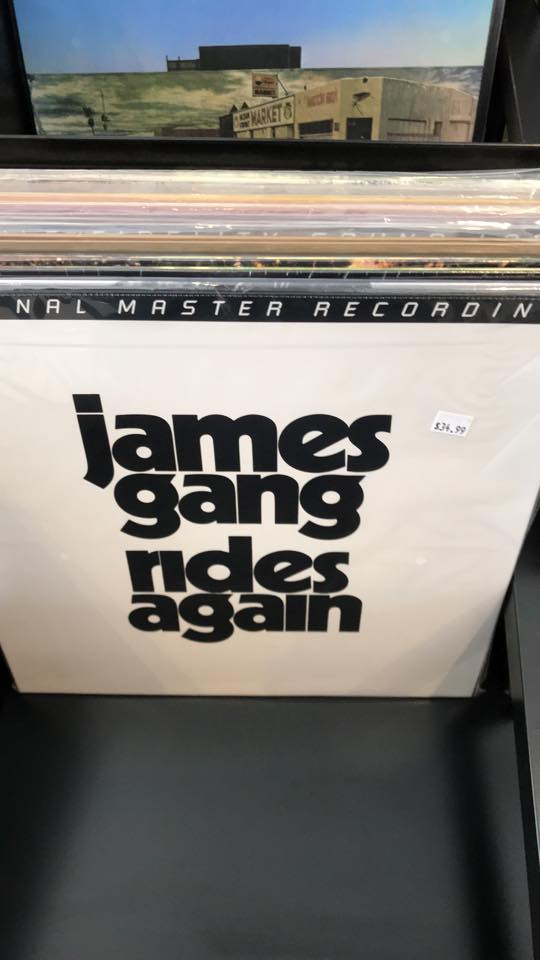 MARKET
NAL MASTER RECORDIN
$34.99
james
gang
rides
again